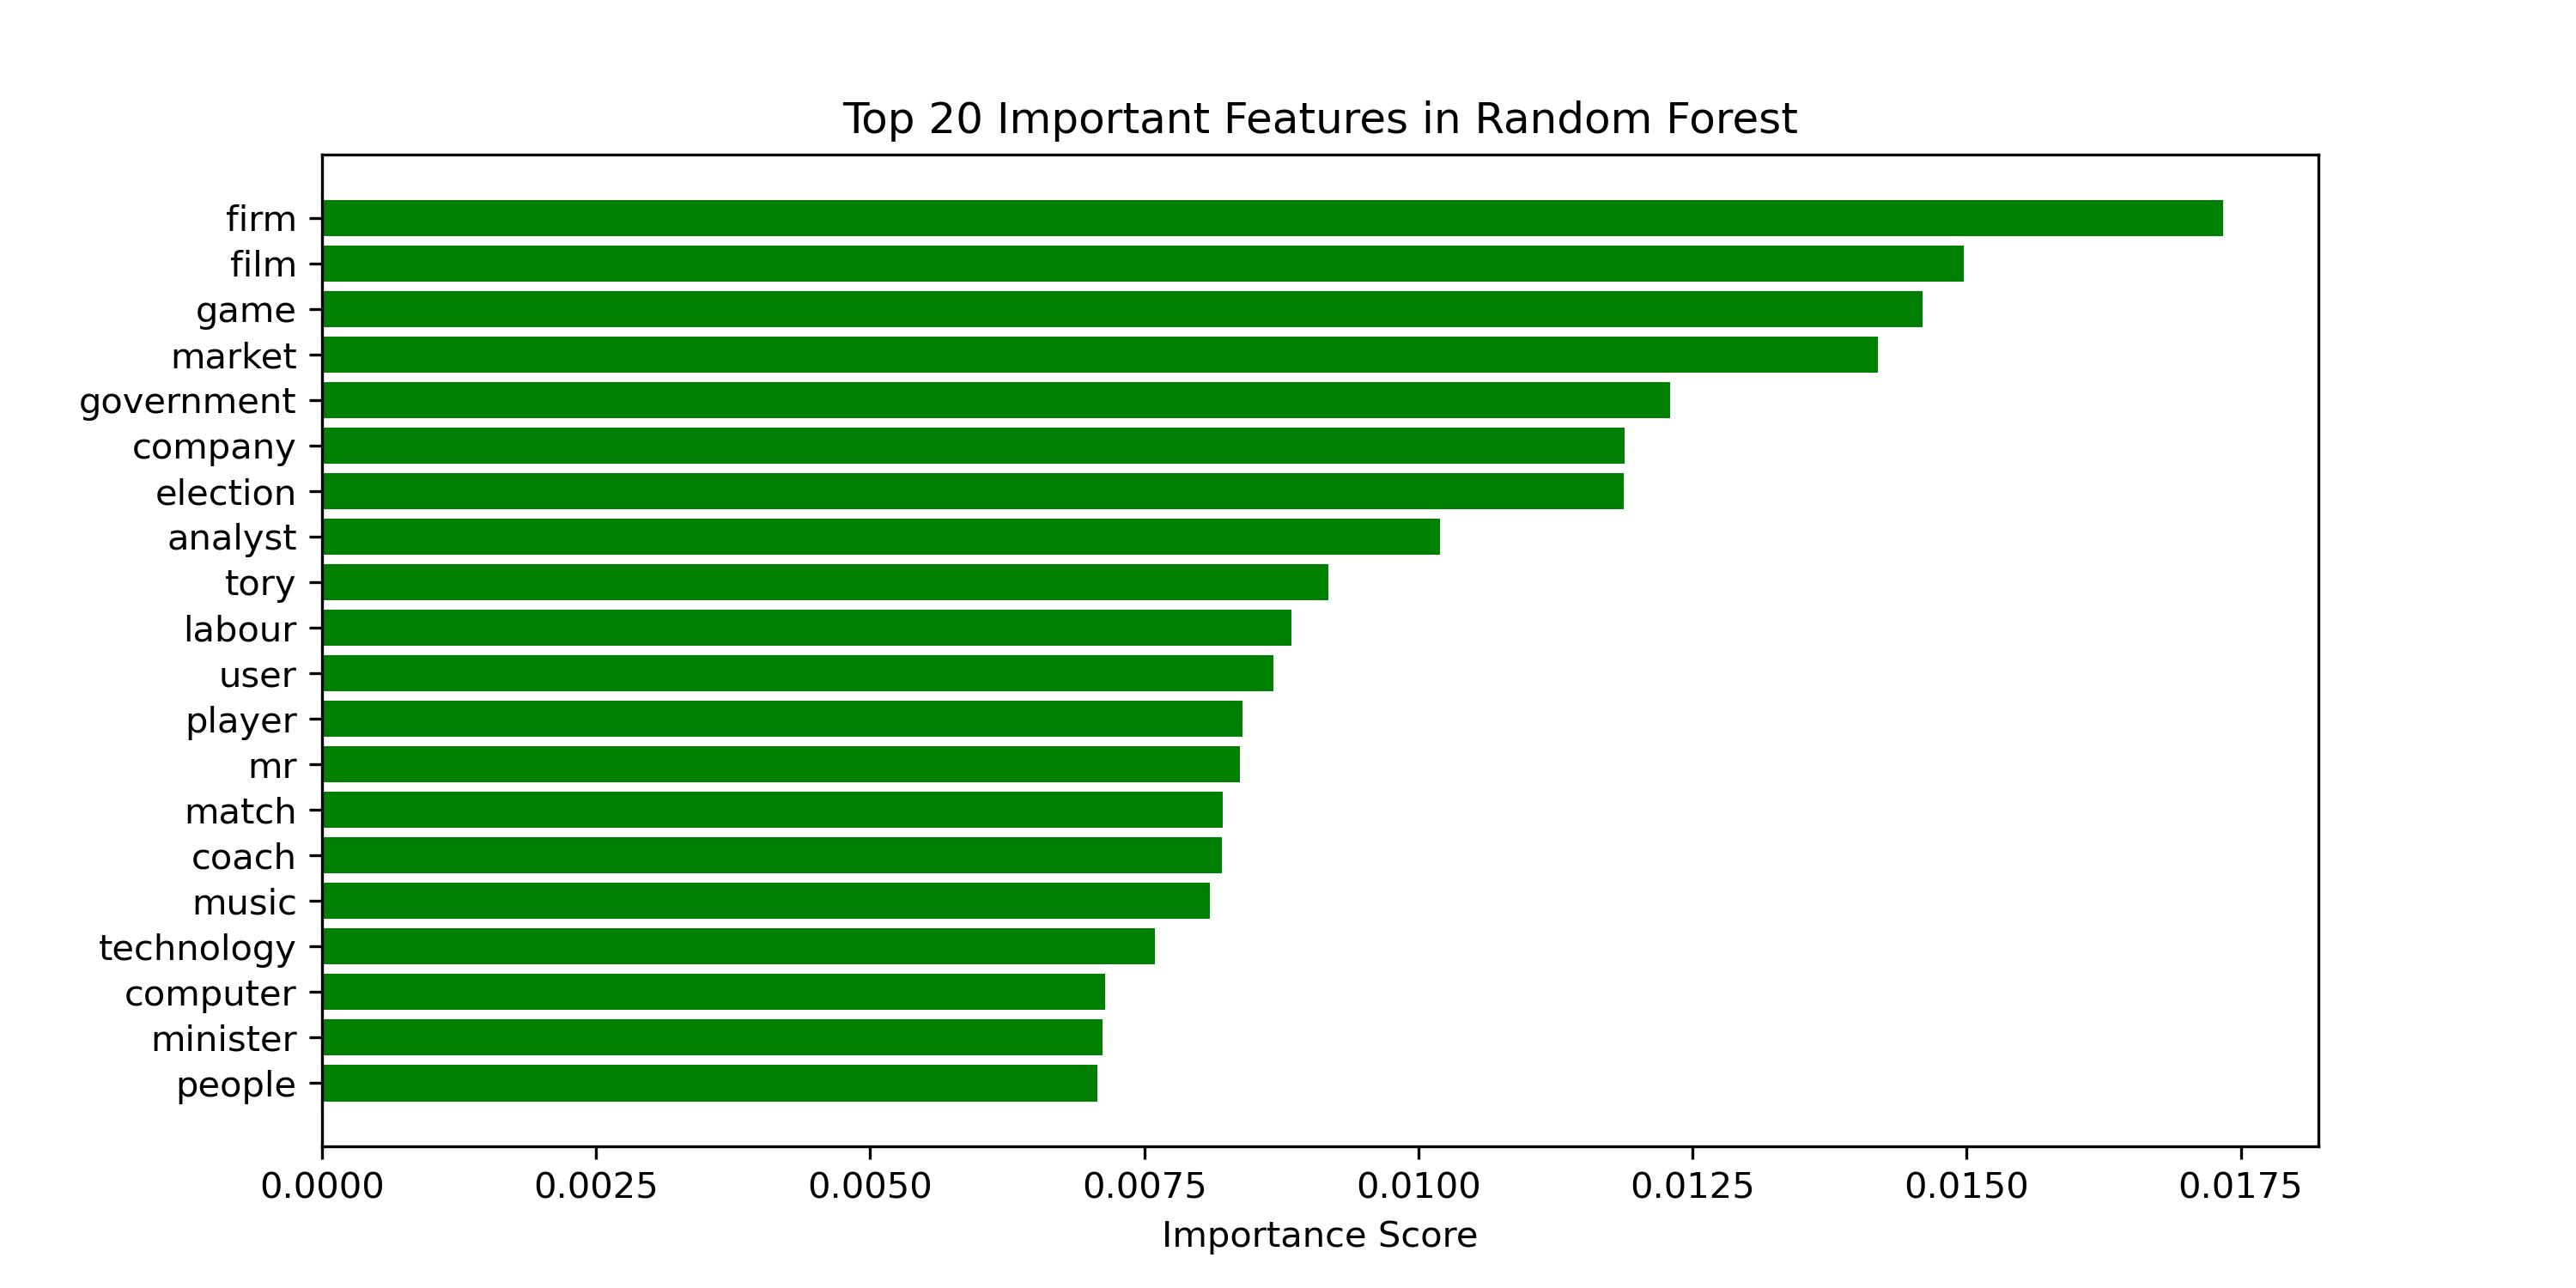 Top 20 Important Features in Random Forest
firm
film
game
market
government
company
election
analyst
tory
labour
user
player
mr
match
coach
music
technology
computer
minister
people
0.0000 0.0025 0.0050 0.0075 0.0100 0.0125 0.0150 0.0175
Importance Score